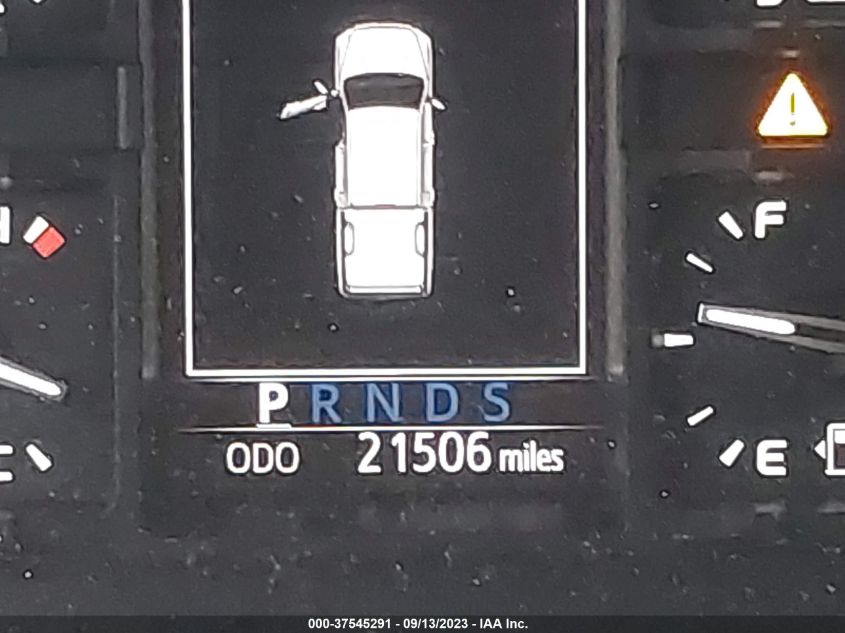 F
P R N D S
ODO 21506 miles
E
000-37545291 - 09/13/2023 - IAA Inc.